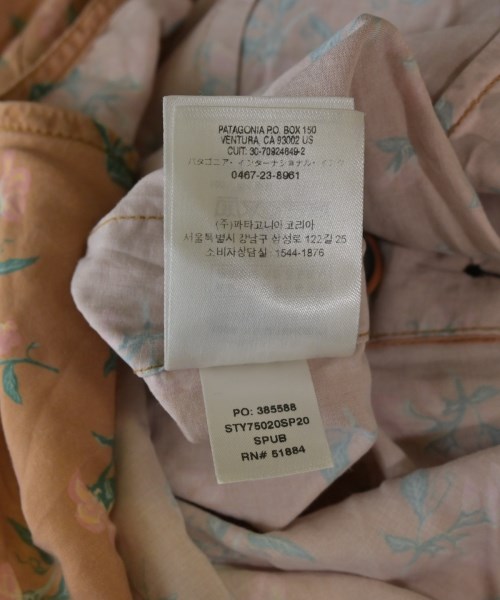 PATAGONIA P.O. BOX 150
VENTURA, CA 93002 US
CUIT: 30-70924849-2
パタゴニア・インターナショナル・インク
0467-23-8961
(주)파타고니아 코리아
서울특별시 강남구 삼성로 122길 25
소비자상담실 : 1544-1876
PO: 385588
STY75020SP20
SPUB
RN# 51884